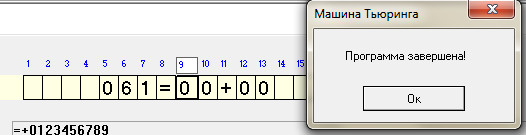 Машина Тьюринга
Программа завершена!
Ок
1 2 3 4 5 6 7 8 9 10 11 12 13 14 15
0 6 1 = 0 0 + 0 0
=+0123456789